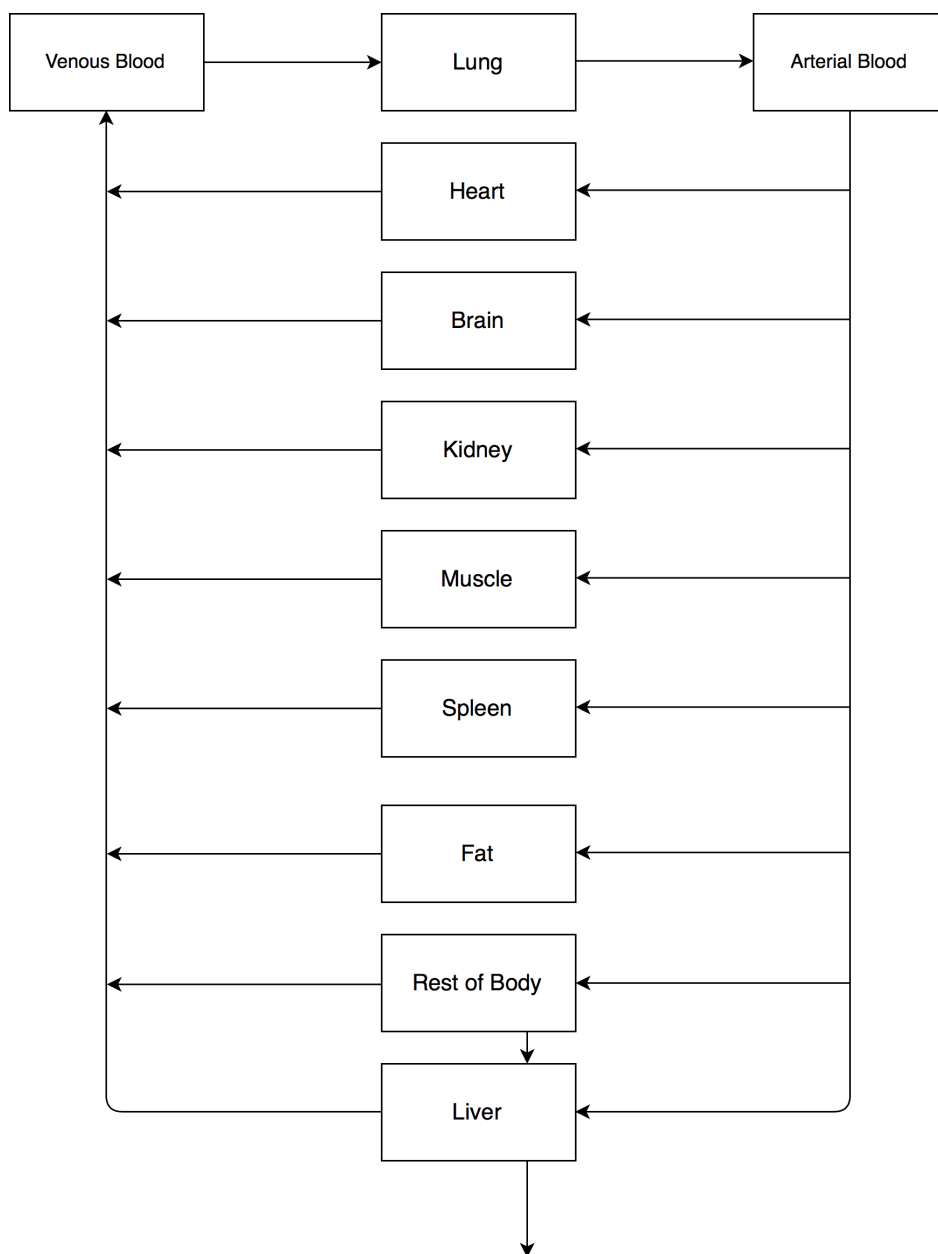 Venous Blood
Lung
Arterial Blood
Heart
Brain
Kidney
Muscle
Spleen
Fat
Rest of Body
Liver